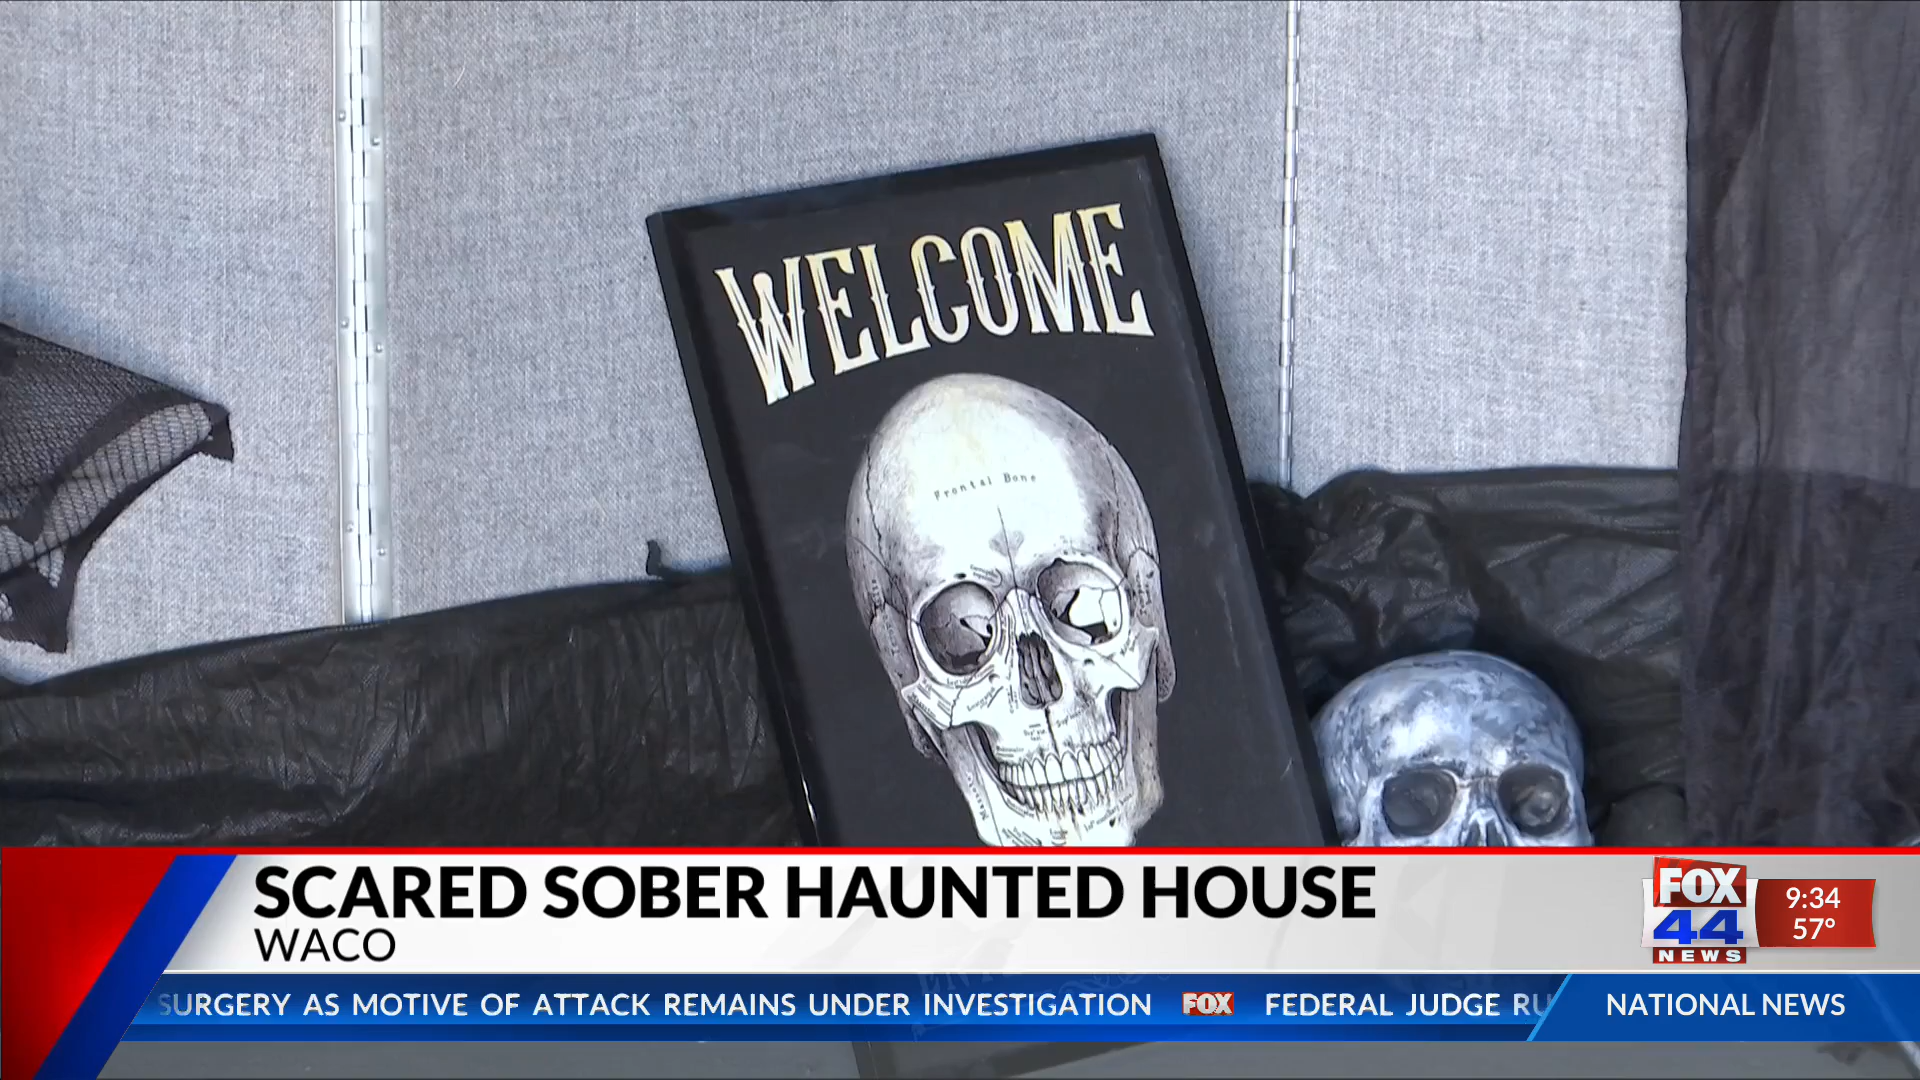 WELCOME
Frontal Bone
SCARED SOBER HAUNTED HOUSE
WACO
FOX
44
NEWS
9:34
57°
SURGERY AS MOTIVE OF ATTACK REMAINS UNDER INVESTIGATION FOX FEDERAL JUDGE RU
NATIONAL NEWS